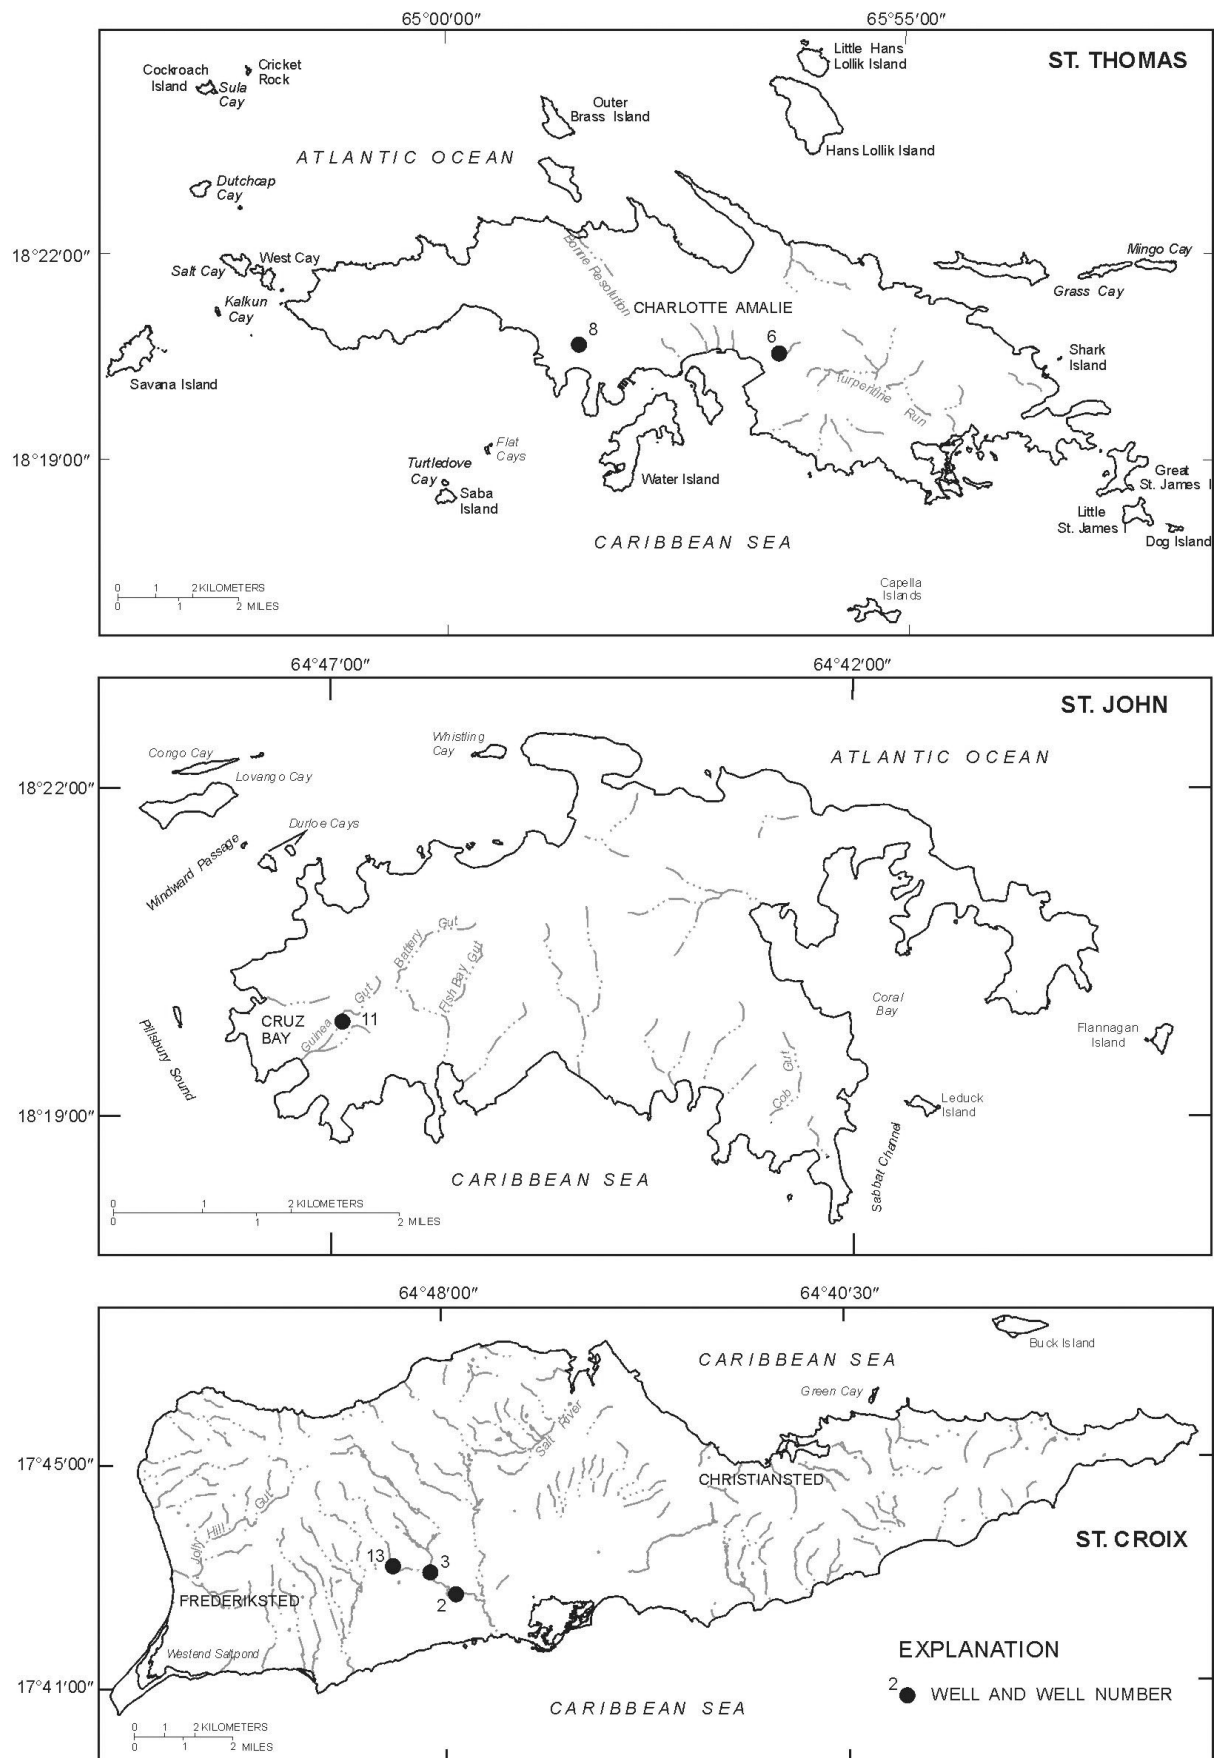 65°00'00" 65°55'00"
ST. THOMAS
Little Hans
Lollik Island
Cockroach
Island
Cricket
Rock
Sula
Cay
Outer
Brass Island
Hans Lollik Island
ATLANTIC OCEAN
Dutchcap
Cay
18°22'00"
Salt Cay
West Cay
Bonne Resolution
Mingo Cay
Grass Cay
Kalkun
Cay
CHARLOTTE AMALIE
8
6
Shark
Island
Savana Island
Turpentine Run
Flat
Cays
18°19'00"
Turtledove
Cay
Saba
Island
Water Island
Great
St. James I
Little
St. James I
Dog Island
CARIBBEAN SEA
Capella
Islands
0 1 2 KILOMETERS
0 1 2 MILES
64°47'00" 64°42'00"
ST. JOHN
Whistling
Cay
Congo Cay
ATLANTIC OCEAN
Lovango Cay
18°22'00"
Durloe Cays
Windward Passage
Battery Gut
Fish Bay Gut
Guinea Gut
Coral
Bay
CRUZ
BAY
11
Pillsbury Sound
Flannagan
Island
Cob Gut
Leduck
Island
18°19'00"
Sabbat Channel
CARIBBEAN SEA
0 1 2 KILOMETERS
0 1 2 MILES
64°48'00" 64°40'30"
Buck Island
CARIBBEAN SEA
Green Cay
Salt River
17°45'00"
CHRISTIANSTED
Jolly Hill Gut
ST. CROIX
13
3
2
FREDERIKSTED
Westend Saltpond
EXPLANATION
17°41'00"
2
WELL AND WELL NUMBER
CARIBBEAN SEA
0 1 2 KILOMETERS
0 1 2 MILES